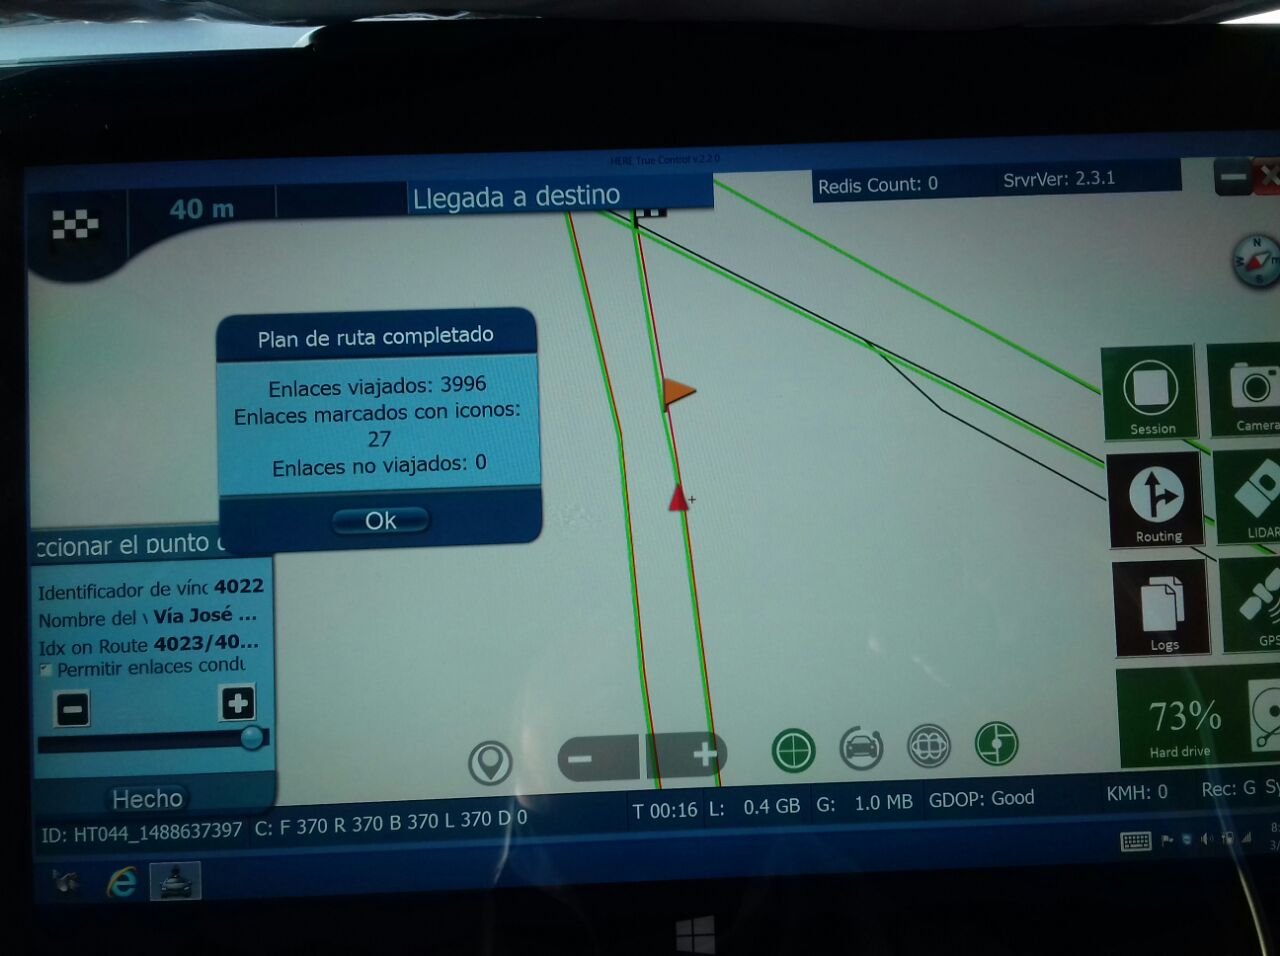 HERE True Control v.2.2.0
40 m
Llegada a destino
Redis Count: 0
SrvrVer: 2.3.1
N
W
S
Plan de ruta completado
Enlaces viajados: 3996
Enlaces marcados con iconos:
27
Enlaces no viajados: 0
Ok
Session
Camera
Routing
LIDAR
Logs
GPS
73%
Hard drive
ccionar el punto
Identificador de vínc 4022
Nombre del Vía José ...
Idx on Route 4023/40...
Permitir enlaces condu
Hecho
ID: HT044_1488637397 C: F 370 R 370 B 370 L 370 D 0
T 00:16 L: 0.4 GB G: 1.0 MB GDOP: Good
KMH: 0 Rec: G Sy